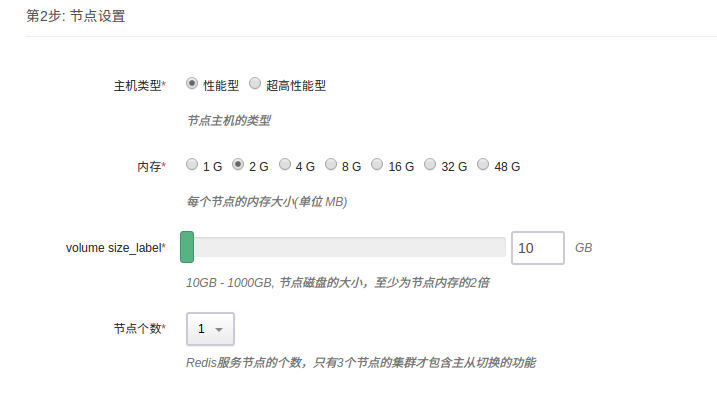 第2步: 节点设置
主机类型* 性能型 超高性能型
节点主机的类型
内存* 1 G 2 G 4 G 8 G 16 G 32 G 48 G
每个节点的内存大小(单位 MB)
volume size_label* 10 GB
10GB - 1000GB, 节点磁盘的大小，至少为节点内存的2倍
节点个数* 1
Redis服务节点的个数，只有3个节点的集群才包含主从切换的功能